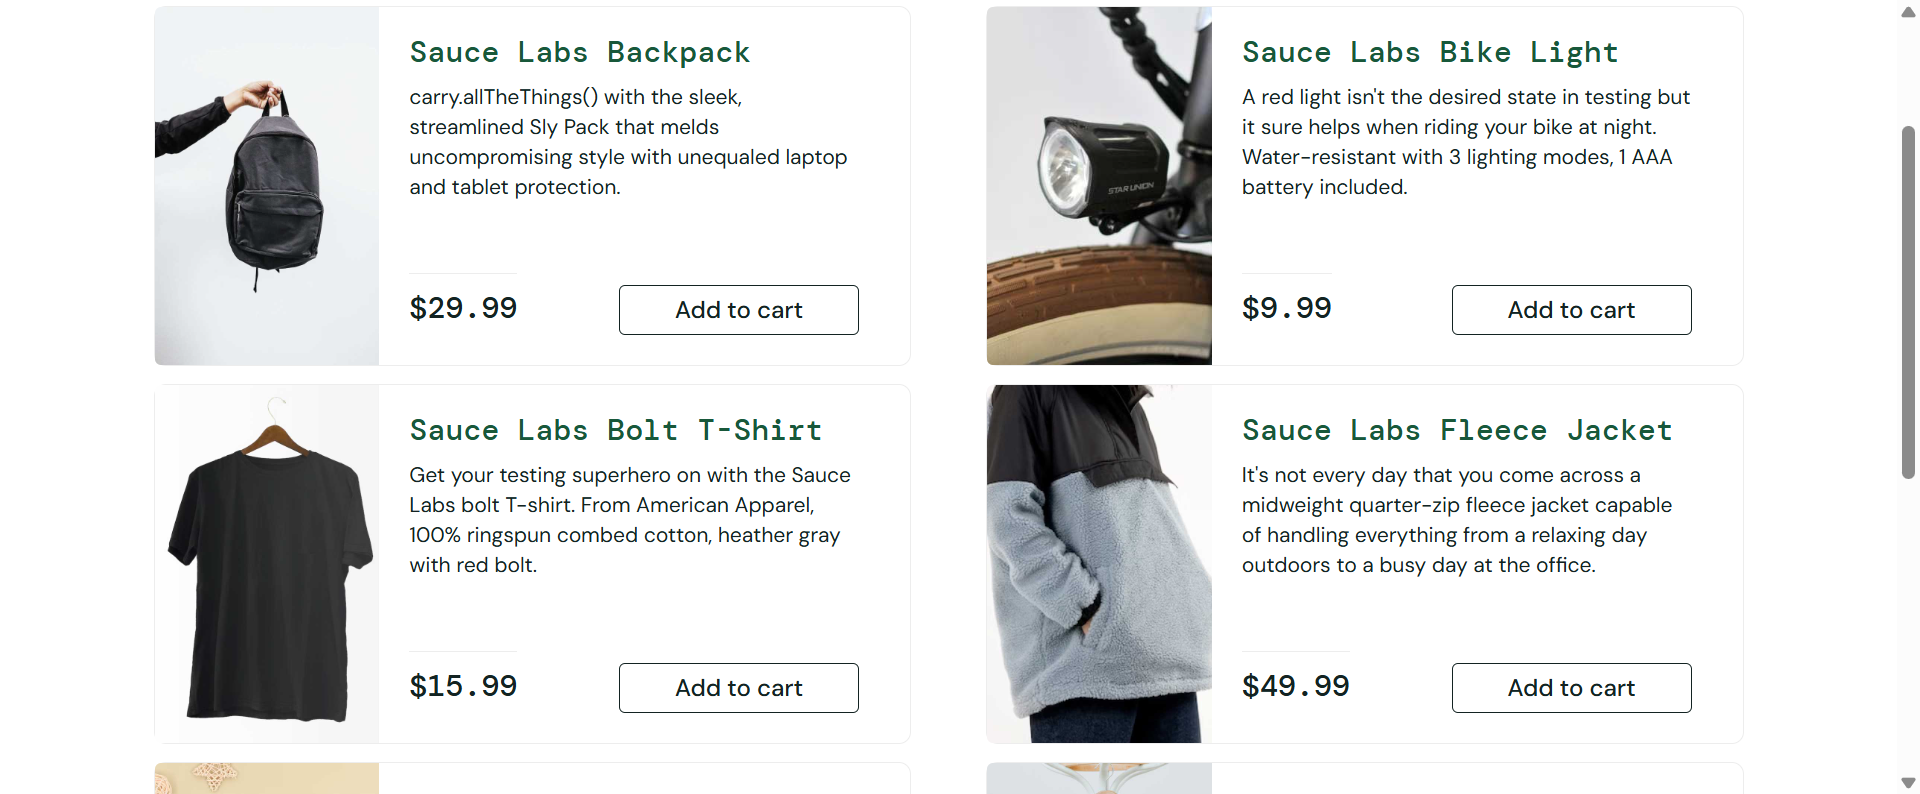 Sauce Labs Backpack
carry.allTheThings() with the sleek,
streamlined Sly Pack that melds
uncompromising style with unequaled laptop
and tablet protection.
$29.99
Add to cart
Sauce Labs Bike Light
A red light isn't the desired state in testing but
it sure helps when riding your bike at night.
Water-resistant with 3 lighting modes, 1 AAA
battery included.
STAR UNION
$9.99
Add to cart
Sauce Labs Bolt T-Shirt
Get your testing superhero on with the Sauce
Labs bolt T-shirt. From American Apparel,
100% ringspun combed cotton, heather gray
with red bolt.
$15.99
Add to cart
Sauce Labs Fleece Jacket
It's not every day that you come across a
midweight quarter-zip fleece jacket capable
of handling everything from a relaxing day
outdoors to a busy day at the office.
$49.99
Add to cart